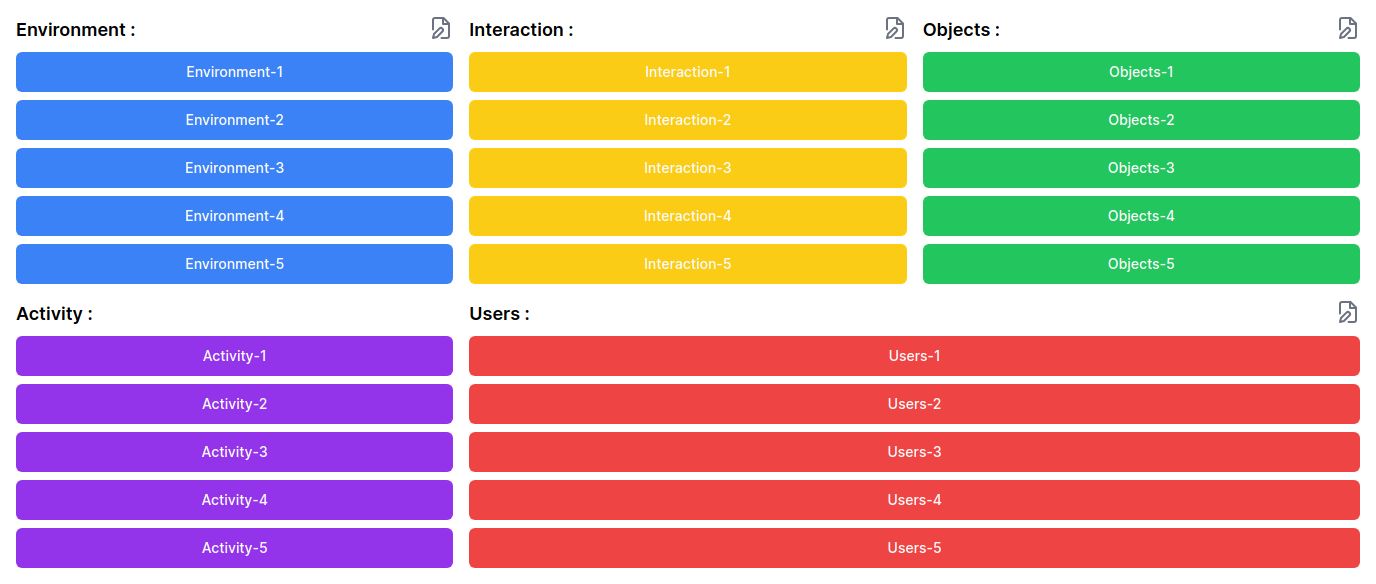 Environment :
Environment-1
Environment-2
Environment-3
Environment-4
Environment-5
Interaction :
Interaction-1
Interaction-2
Interaction-3
Interaction-4
Interaction-5
Objects :
Objects-1
Objects-2
Objects-3
Objects-4
Objects-5
Activity :
Activity-1
Activity-2
Activity-3
Activity-4
Activity-5
Users :
Users-1
Users-2
Users-3
Users-4
Users-5